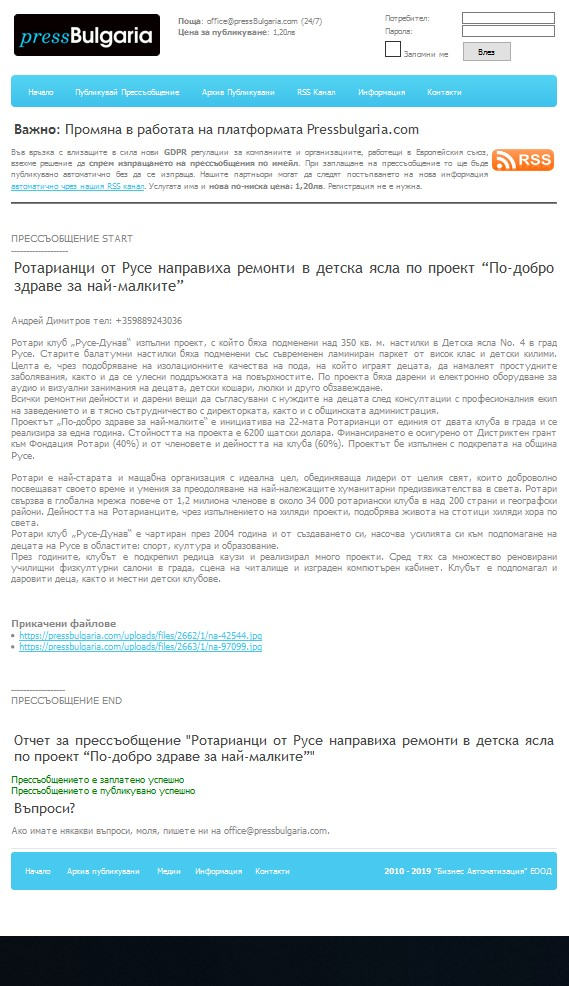 pressBulgaria
Поща: office@pressBulgaria.com (24/7)
Цена за публикуване: 1,20лв
Потребител:
Парола:
Запомни ме
Влез
Начало Публикувай Прессъобщение Архив Публикувани RSS Канал Информация Контакти
Важно: Промяна в работата на платформата Pressbulgaria.com
Във връзка с влизащите в сила нови GDPR регулации за компаниите и организациите, работещи в Европейския съюз,
взехме решение да спрем изпращането на прессъобщения по имейл. При заплащане на прессъобщение то ще бъде
публикувано автоматично без да се изпраща. Нашите партньори могат да следят постъпването на нова информация
автоматично чрез нашия RSS канал. Услугата има и нова по-ниска цена: 1,20лв. Регистрация не е нужна.
RSS
ПРЕССЪОБЩЕНИЕ START
--------------------
Ротарианци от Русе направиха ремонти в детска ясла по проект “По-добро
здраве за най-малките”
Андрей Димитров тел: +359889243036
Ротари клуб „Русе-Дунав“ изпълни проект, с който бяха подменени над 350 кв. м. настилки в Детска ясла No. 4 в град
Русе. Старите балатумни настилки бяха подменени със съвременен ламиниран паркет от висок клас и детски килими.
Целта е, чрез подобряване на изолационните качества на пода, на който играят децата, да намалеят простудните
заболявания, както и да се улесни поддръжката на повърхностите. По проекта бяха дарени и електронно оборудване за
аудио и визуални занимания на децата, детски кошари, люлки и друго обзавеждане.
Всички ремонтни дейности и дарени вещи да съгласувани с нуждите на децата след консултации с професионалния екип
на заведението и в тясно сътрудничество с директорката, както и с общинската администрация.
Проектът „По-добро здраве за най-малките“ е инициатива на 22-мата Ротарианци от единия от двата клуба в града и се
реализира за една година. Стойността на проекта е 6200 щатски долара. Финансирането е осигурено от Дистриктен грант
към Фондация Ротари (40%) и от членовете и дейността на клуба (60%). Проектът бе изпълнен с подкрепата на община
Русе.
Ротари е най-старата и мащабна организация с идеална цел, обединяваща лидери от целия свят, които доброволно
посвещават своето време и умения за преодоляване на най-належащите хуманитарни предизвикателства в света. Ротари
свързва в глобална мрежа повече от 1,2 милиона членове в около 34 000 ротариански клуба в над 200 страни и географски
райони. Дейността на Ротарианците, чрез изпълнението на хиляди проекти, подобрява живота на стотици хиляди хора по
света.
Ротари клуб „Русе-Дунав“ е чартиран през 2004 година и от създаването си, насочва усилията си към подпомагане на
децата на Русе в областите: спорт, култура и образование.
През годините, клубът е подкрепил редица каузи и реализирал много проекти. Сред тях са множество реновирани
училищни физкултурни салони в града, сцена на читалище и изграден компютърен кабинет. Клубът е подпомагал и
даровити деца, както и местни детски клубове.
Прикачени файлове
• https://pressbulgaria.com/uploads/files/2662/1/na-42544.jpg
• https://pressbulgaria.com/uploads/files/2663/1/na-97099.jpg
--------------------
ПРЕССЪОБЩЕНИЕ END
Отчет за прессъобщение "Ротарианци от Русе направиха ремонти в детска ясла
по проект “По-добро здраве за най-малките”"
Прессъобщението е заплатено успешно
Прессъобщението е публикувано успешно
Въпроси?
Ако имате някакви въпроси, моля, пишете ни на office@pressbulgaria.com.
Начало Архив публикувани Медии Информация Контакти 2010 - 2019 "Бизнес Автоматизация" ЕООД